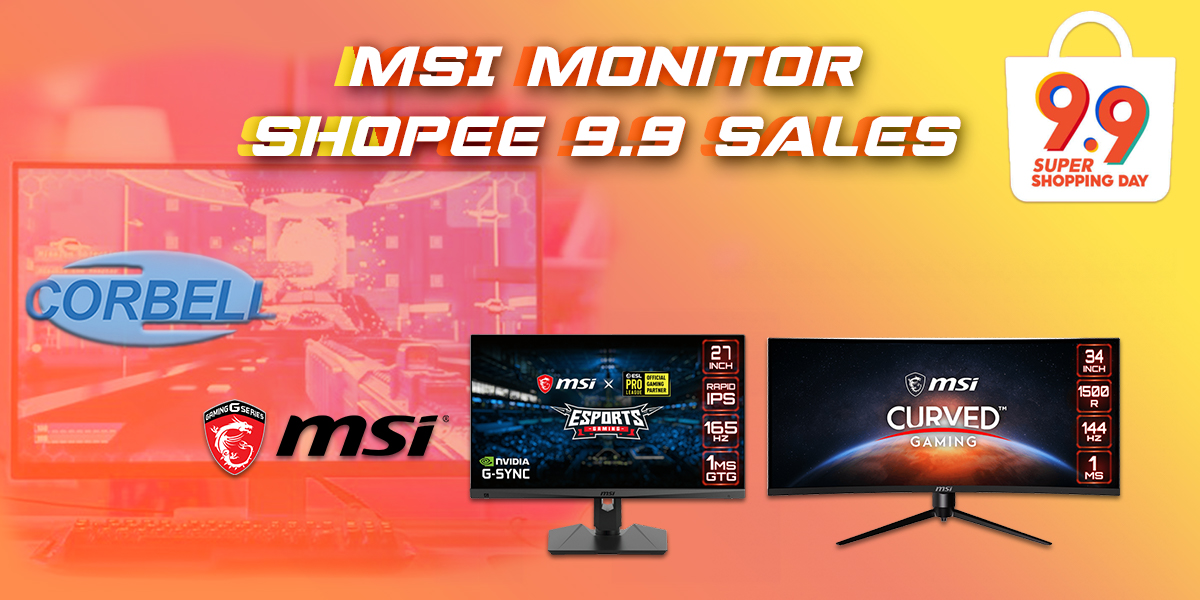 MSI MONITOR
SHOPEE 9.9 SALES
9.9
SUPER
SHOPPING DAY
CORBELL
GAMING G SERIES
msi®
msi × ESL PRO LEAGUE OFFICIAL GAMING PARTNER
ESPORTS
GAMING
NVIDIA
G-SYNC
27
INCH
RAPID
IPS
165
HZ
1MS
GTG
msi
msi
CURVED™
GAMING
34
INCH
1500
R
144
HZ
1
MS
msi